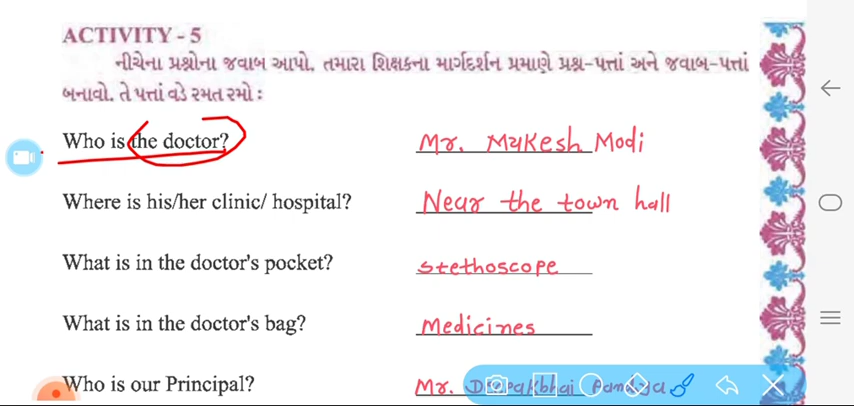 ACTIVITY - 5
નીચેના પ્રશ્નોના જવાબ આપો. તમારા શિક્ષકના માર્ગદર્શન પ્રમાણે પ્રશ્ન-પત્તાં અને જવાબ-પત્તાં
બનાવો. તે પત્તાં વડે રમત રમો :
Who is the doctor? Mr. Mukesh Modi
Where is his/her clinic/ hospital? Near the town hall
What is in the doctor's pocket? Stethoscope
What is in the doctor's bag? Medicines
Who is our Principal? Mr. Deepakbhai Pandya